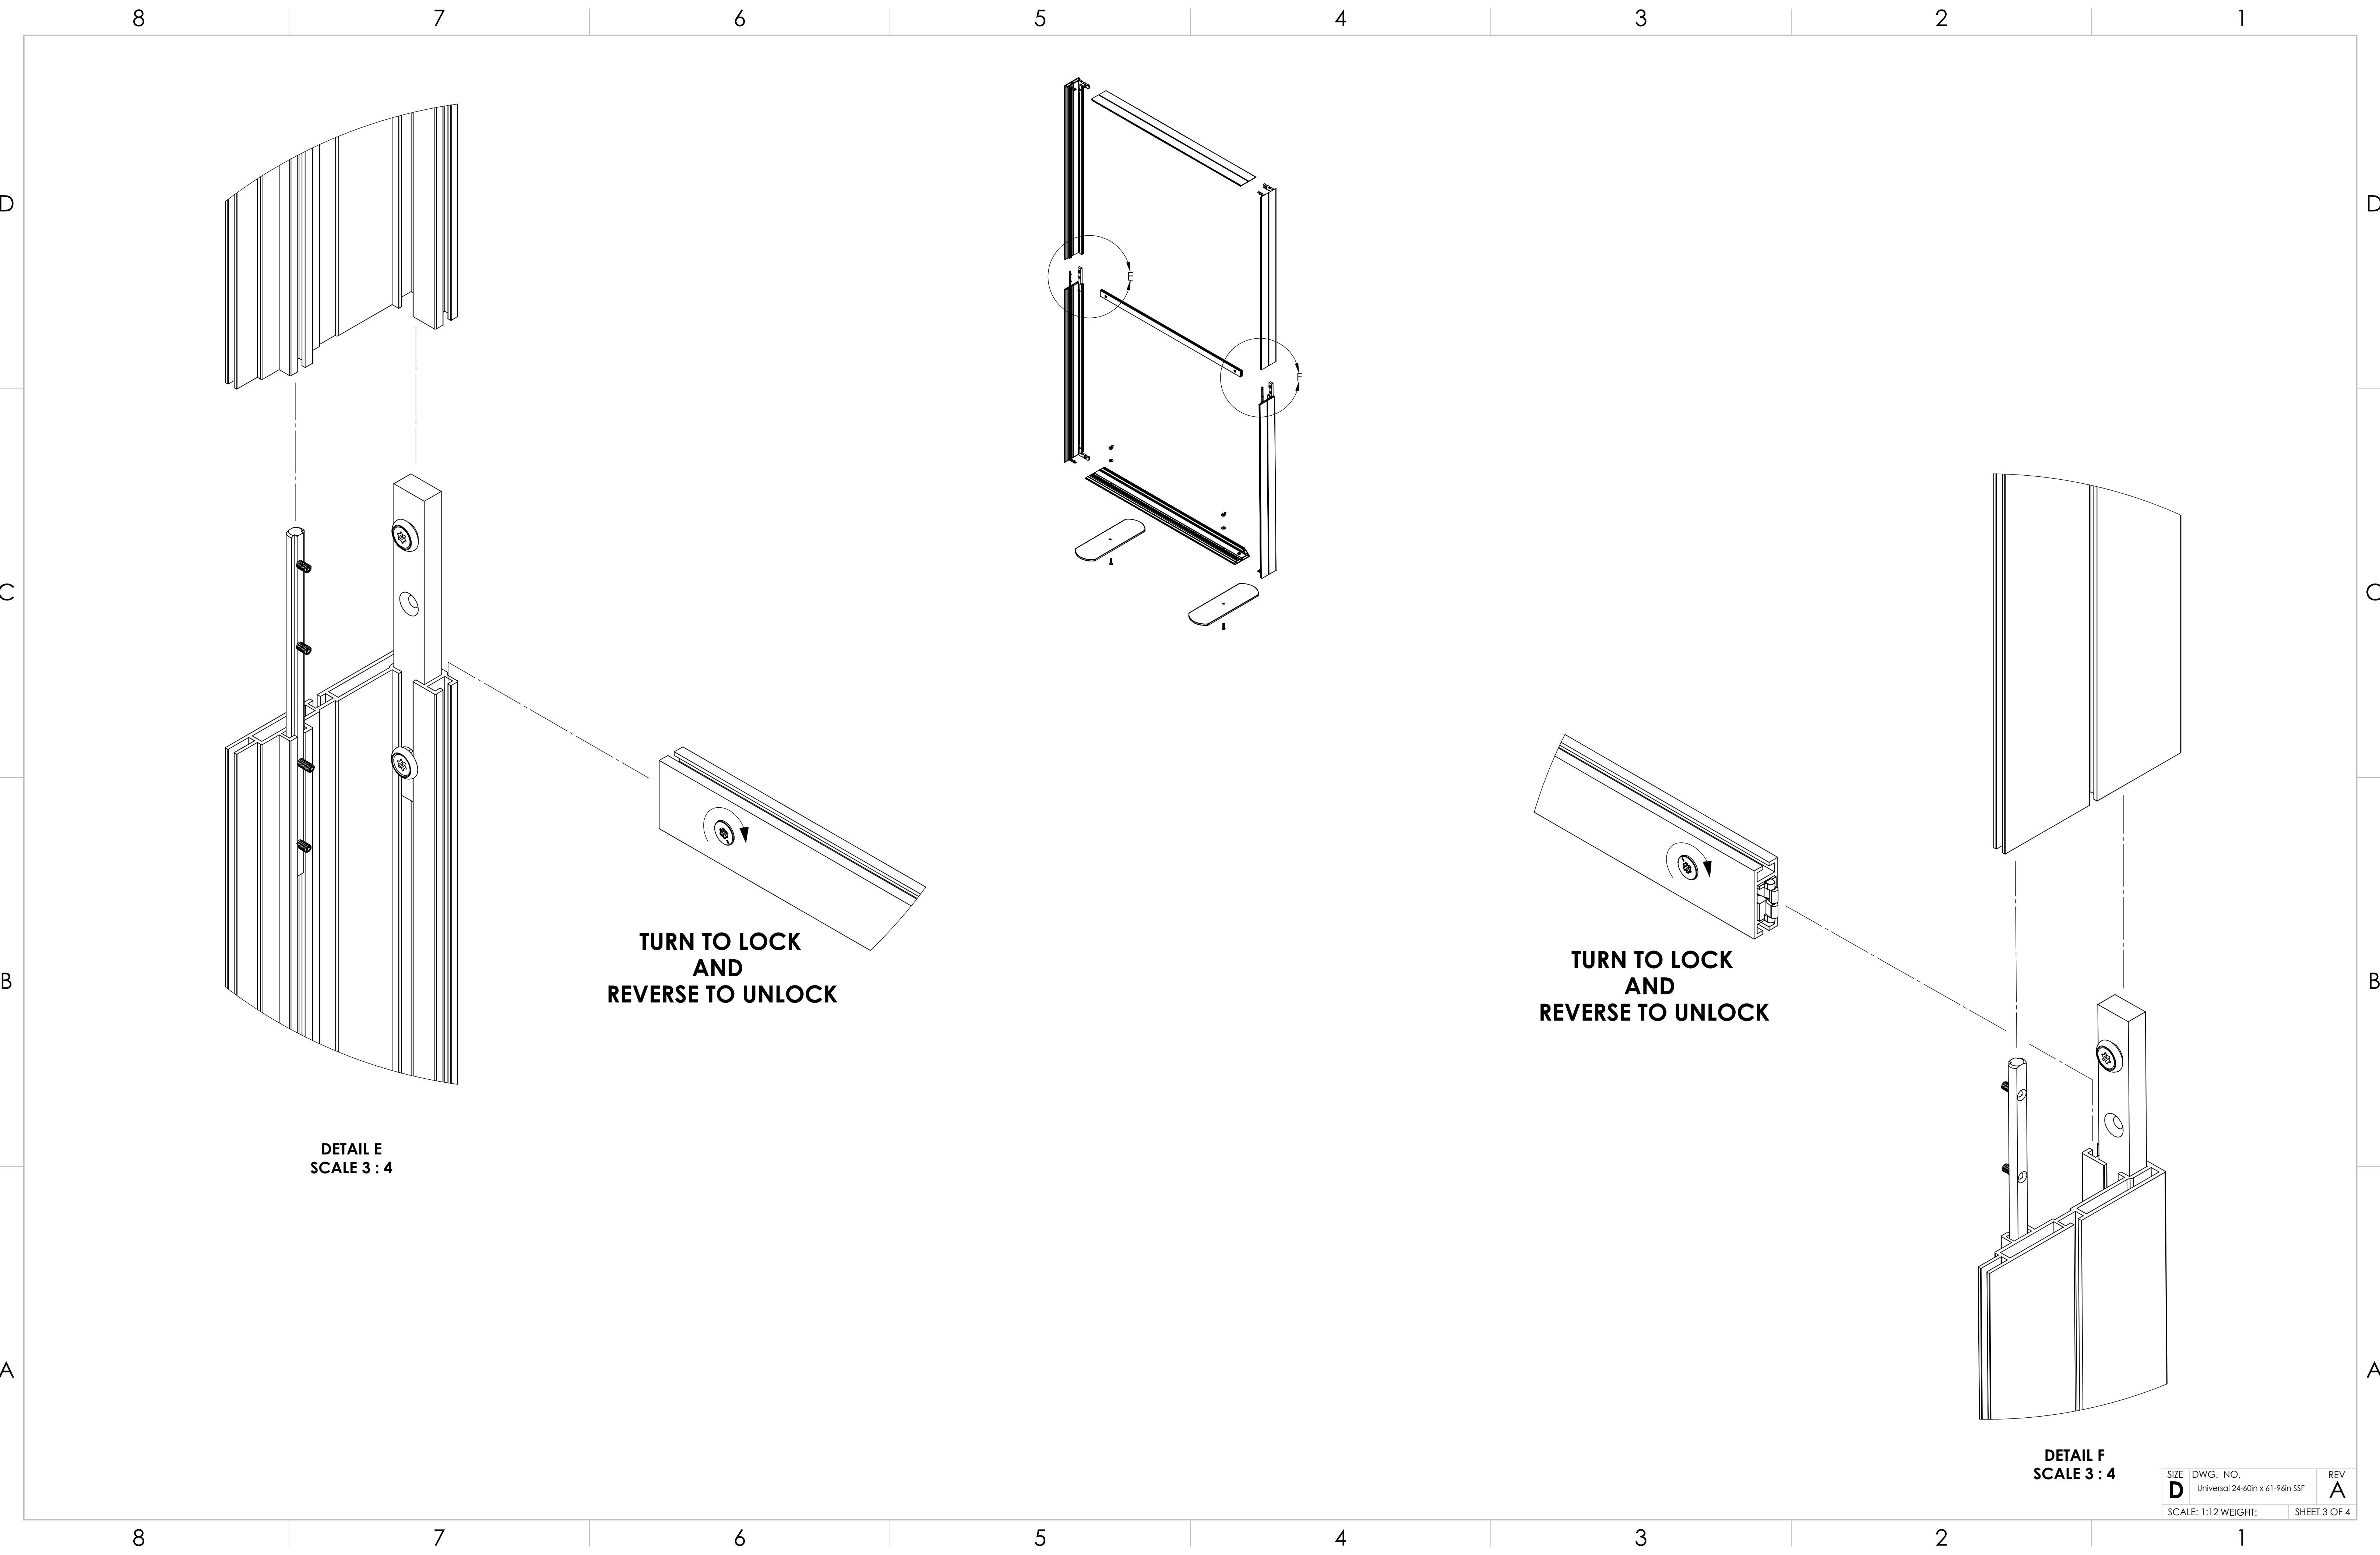 8 7 6 5 4 3 2 1
D D
E
F
C C
TURN TO LOCK
AND
REVERSE TO UNLOCK
TURN TO LOCK
AND
REVERSE TO UNLOCK
B B
DETAIL E
SCALE 3 : 4
A A
DETAIL F
SCALE 3 : 4
SIZE DWG. NO. REV
D Universal 24-60in x 61-96in SSF A
SCALE: 1:12 WEIGHT: SHEET 3 OF 4
8 7 6 5 4 3 2 1